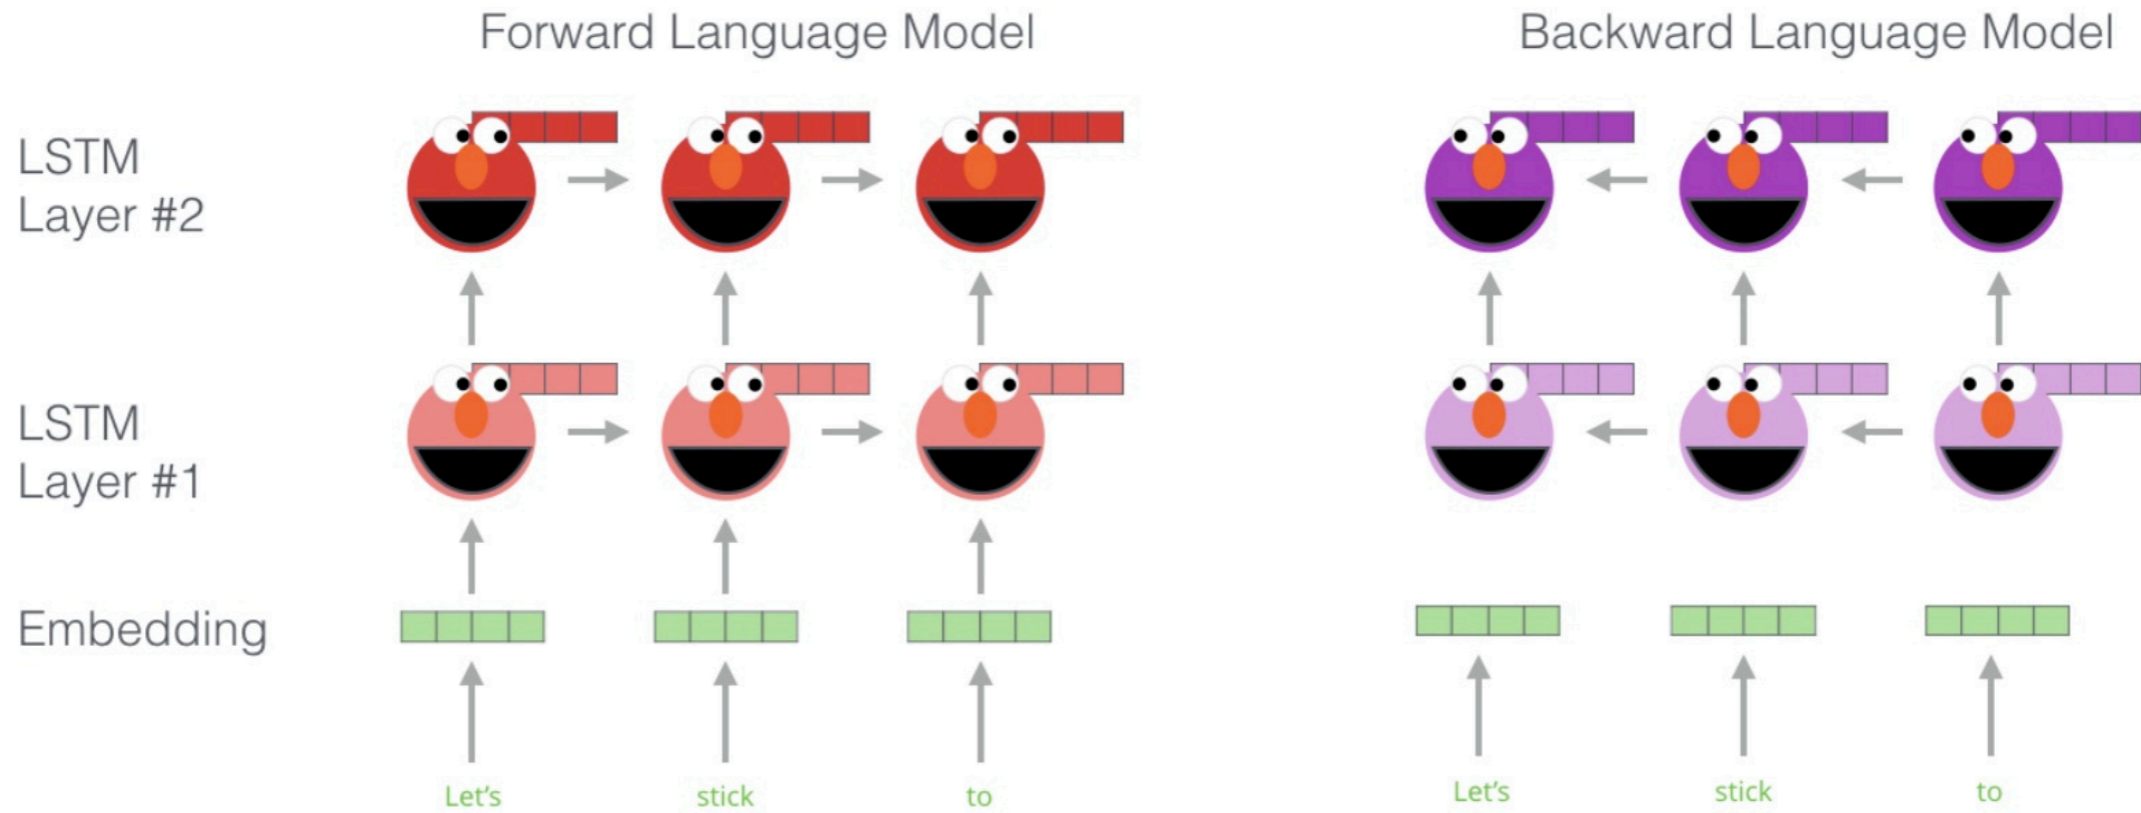 Forward Language Model
Backward Language Model
LSTM
Layer #2
LSTM
Layer #1
Embedding
Let's
stick
to
Let's
stick
to